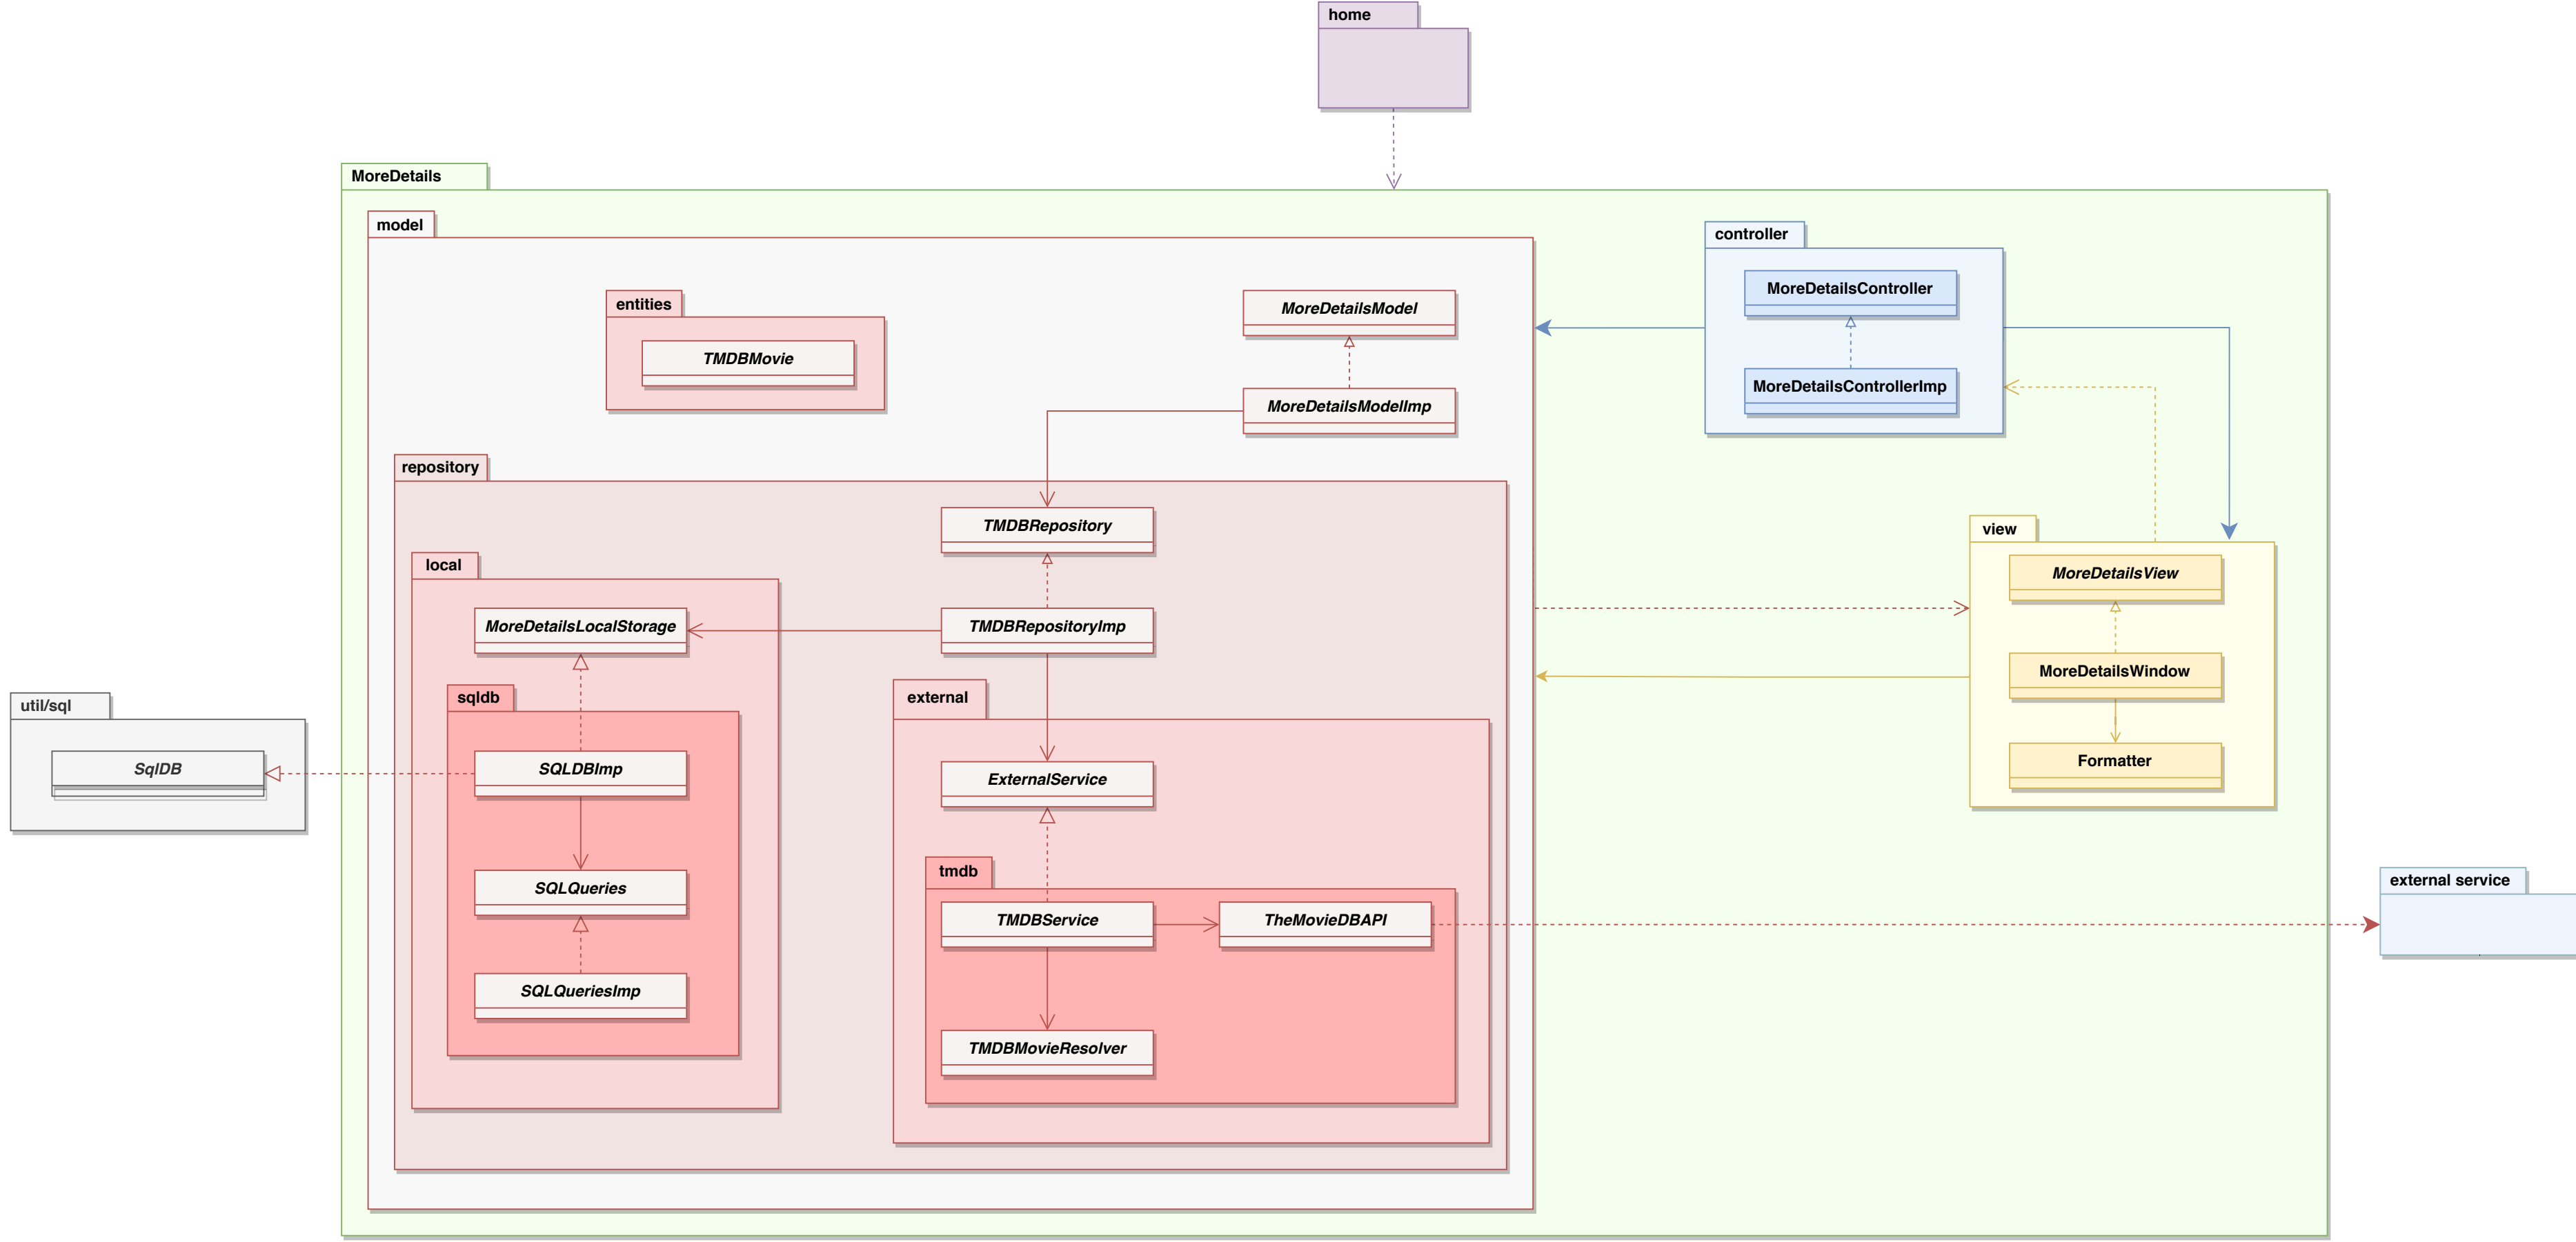 home
MoreDetails
model
controller
MoreDetailsController
MoreDetailsControllerImp
entities
TMDBMovie
MoreDetailsModel
MoreDetailsModelImp
repository
TMDBRepository
TMDBRepositoryImp
local
MoreDetailsLocalStorage
sqldb
SQLDBImp
SQLQueries
SQLQueriesImp
util/sql
SqlDB
external
ExternalService
tmdb
TMDBService
TheMovieDBAPI
TMDBMovieResolver
view
MoreDetailsView
MoreDetailsWindow
Formatter
external service